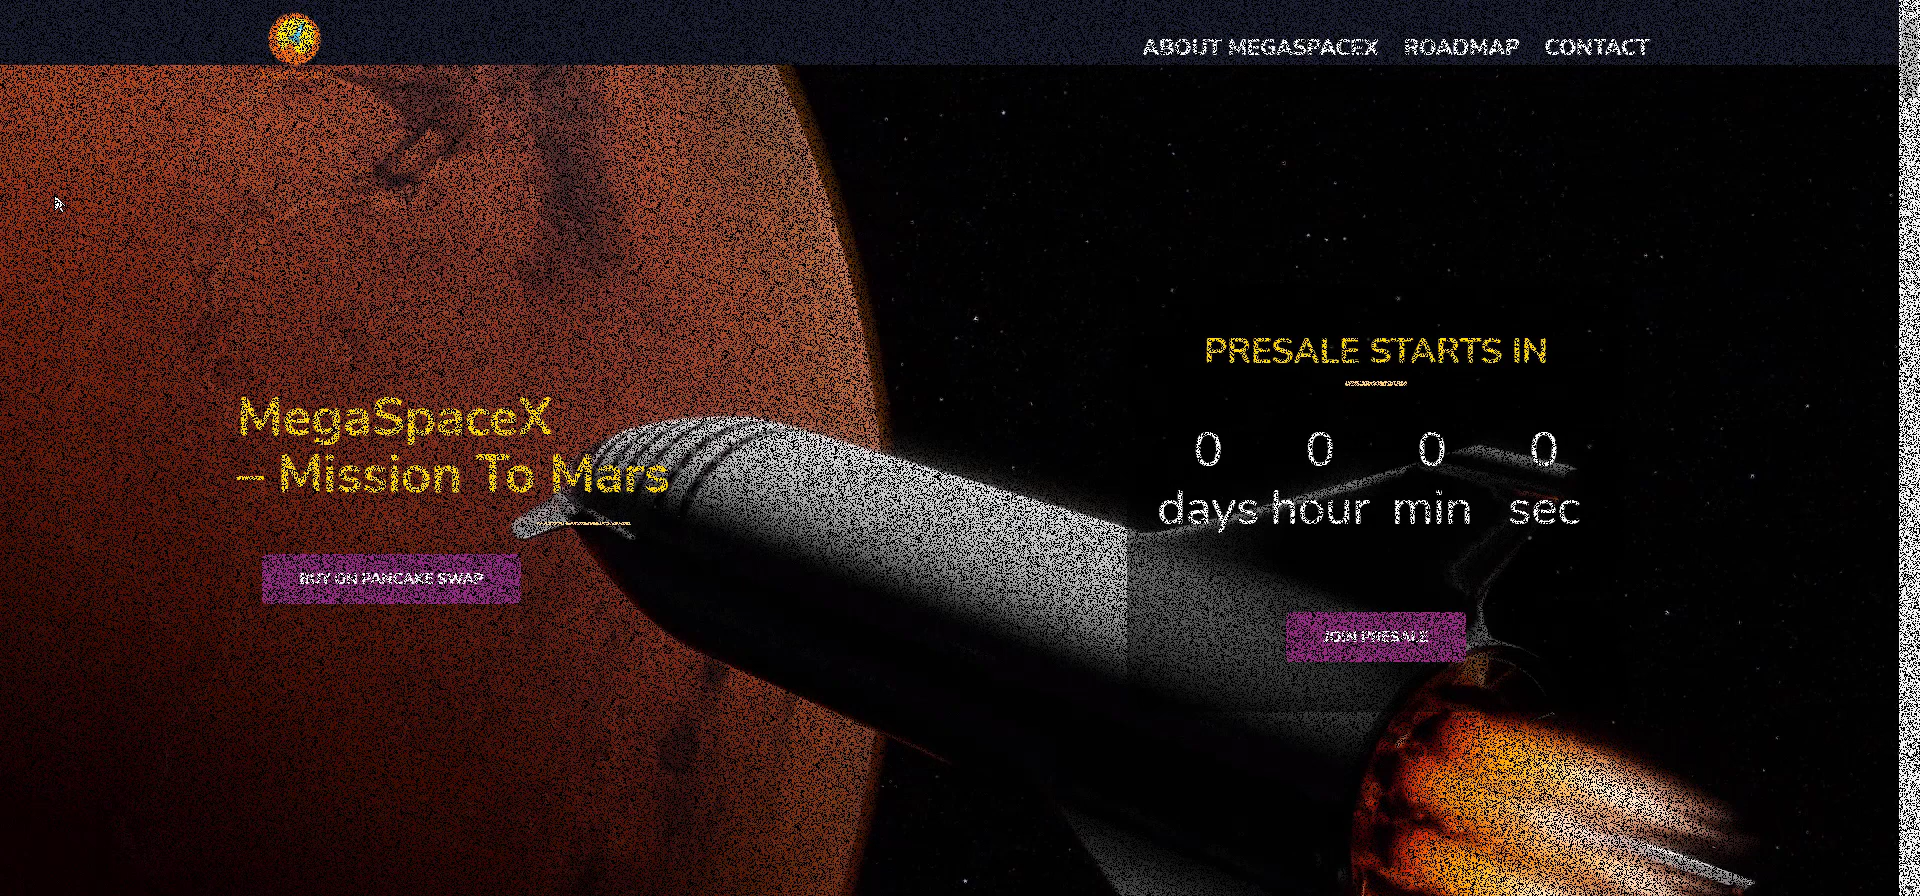 ABOUT MEGASPACEX ROADMAP CONTACT
MegaSpaceX
– Mission To Mars
BUY ON PANCAKE SWAP
PRESALE STARTS IN
0 0 0 0
days hour min sec
JOIN PRESALE